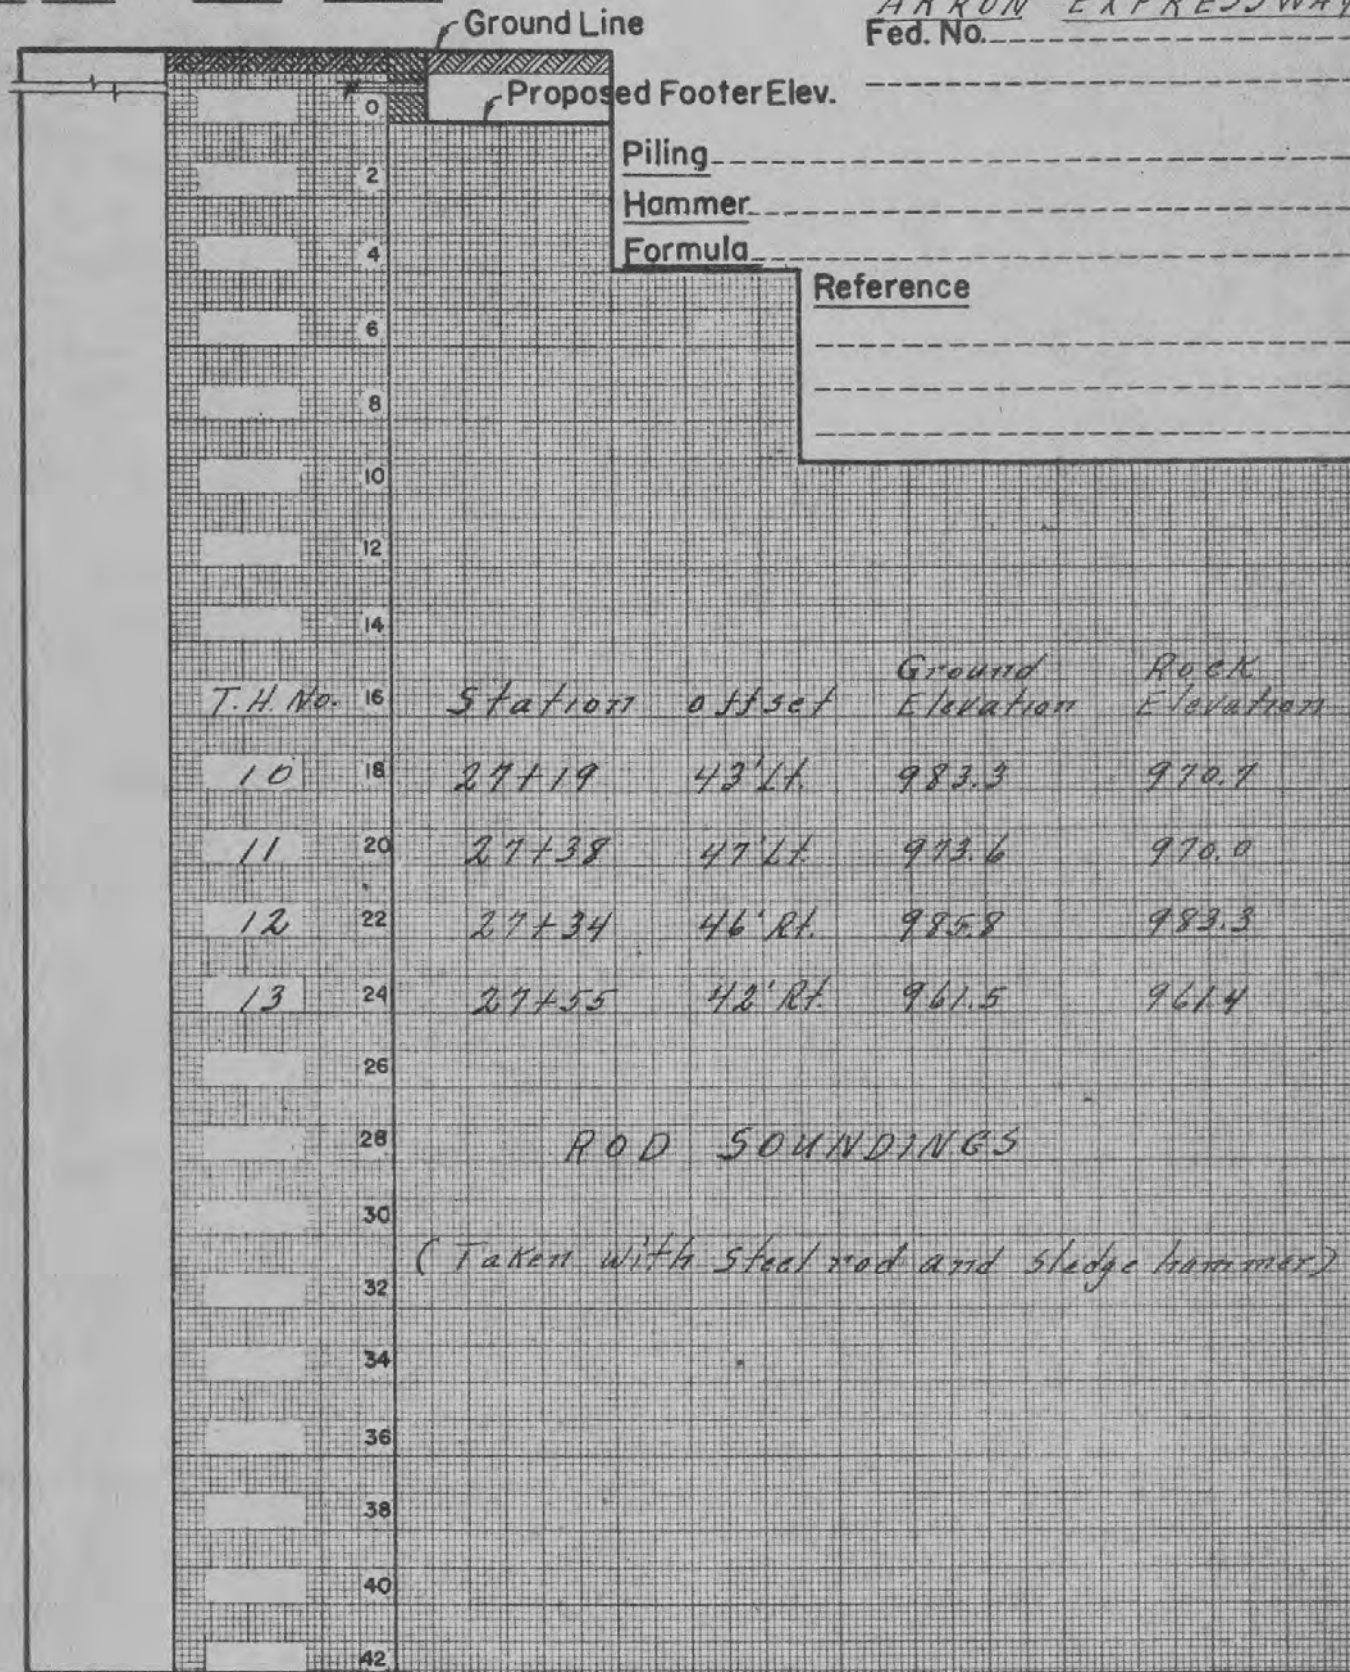 AKRON EXPRESSWAY
Ground Line
Fed. No.
Proposed Footer Elev.
Piling
Hammer
Formula
Reference
0
2
4
6
8
10
12
14
T.H. No. 16 Station offset Ground Elevation Rock Elevation
10 18 27+19 43' Lt. 983.3 970.7
11 20 27+38 47' Lt. 973.6 970.0
12 22 27+34 46' Rt. 985.8 983.3
13 24 27+55 42' Rt. 961.5 961.4
26
28 ROD SOUNDINGS
30
(Taken with steel rod and sledge hammer)
32
34
36
38
40
42